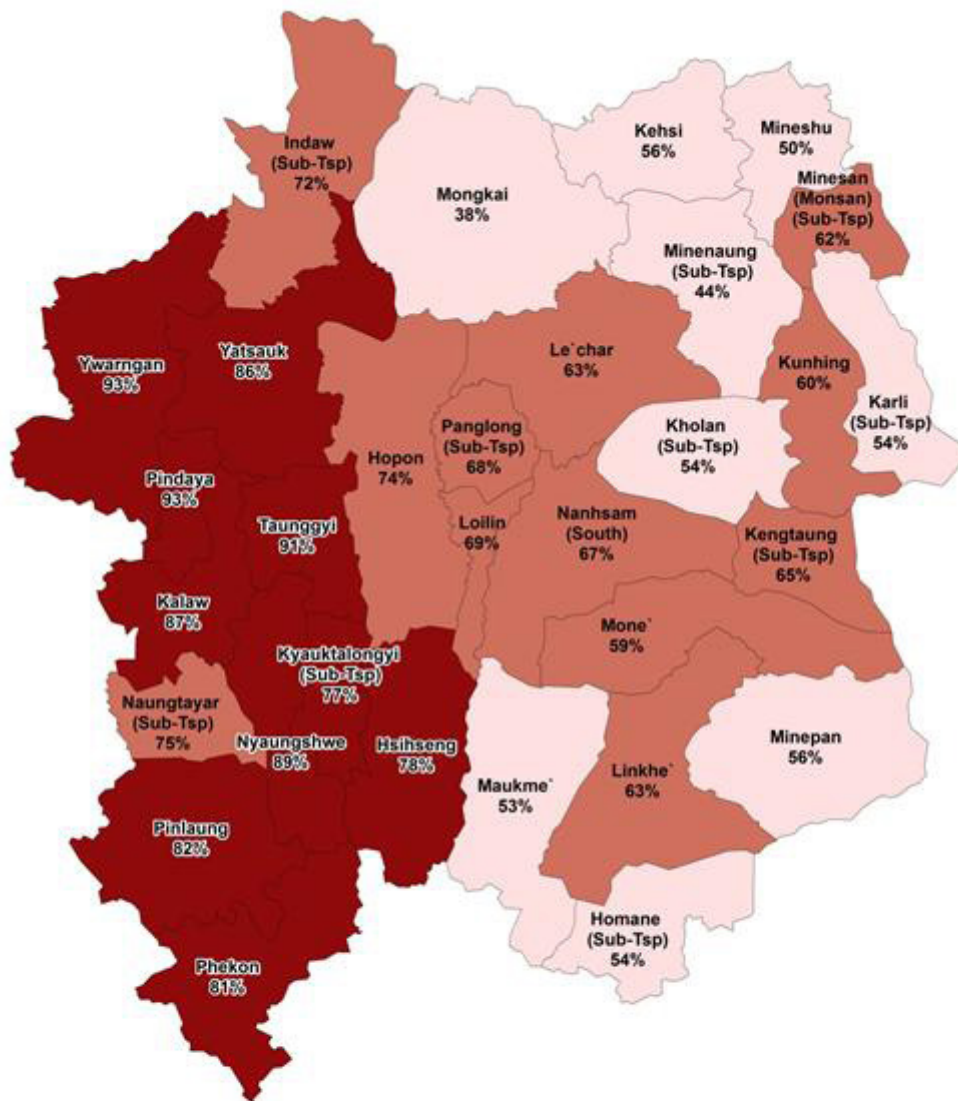 Indaw
(Sub-Tsp)
72%
Mongkai
38%
Kehsi
56%
Mineshu
50%
Minesan
(Monsan)
(Sub-Tsp)
62%
Minenaung
(Sub-Tsp)
44%
Ywarngan
93%
Yatsauk
86%
Le`char
63%
Kunhing
60%
Karli
(Sub-Tsp)
54%
Panglong
(Sub-Tsp)
68%
Kholan
(Sub-Tsp)
54%
Hopon
74%
Pindaya
93%
Taunggyi
91%
Loilin
69%
Nanhsam
(South)
67%
Kengtaung
(Sub-Tsp)
65%
Kalaw
87%
Mone`
59%
Kyauktalongyi
(Sub-Tsp)
77%
Naungtayar
(Sub-Tsp)
75%
Nyaungshwe
89%
Hsihseng
78%
Maukme`
53%
Linkhe`
63%
Minepan
56%
Pinlaung
82%
Homane
(Sub-Tsp)
54%
Phekon
81%